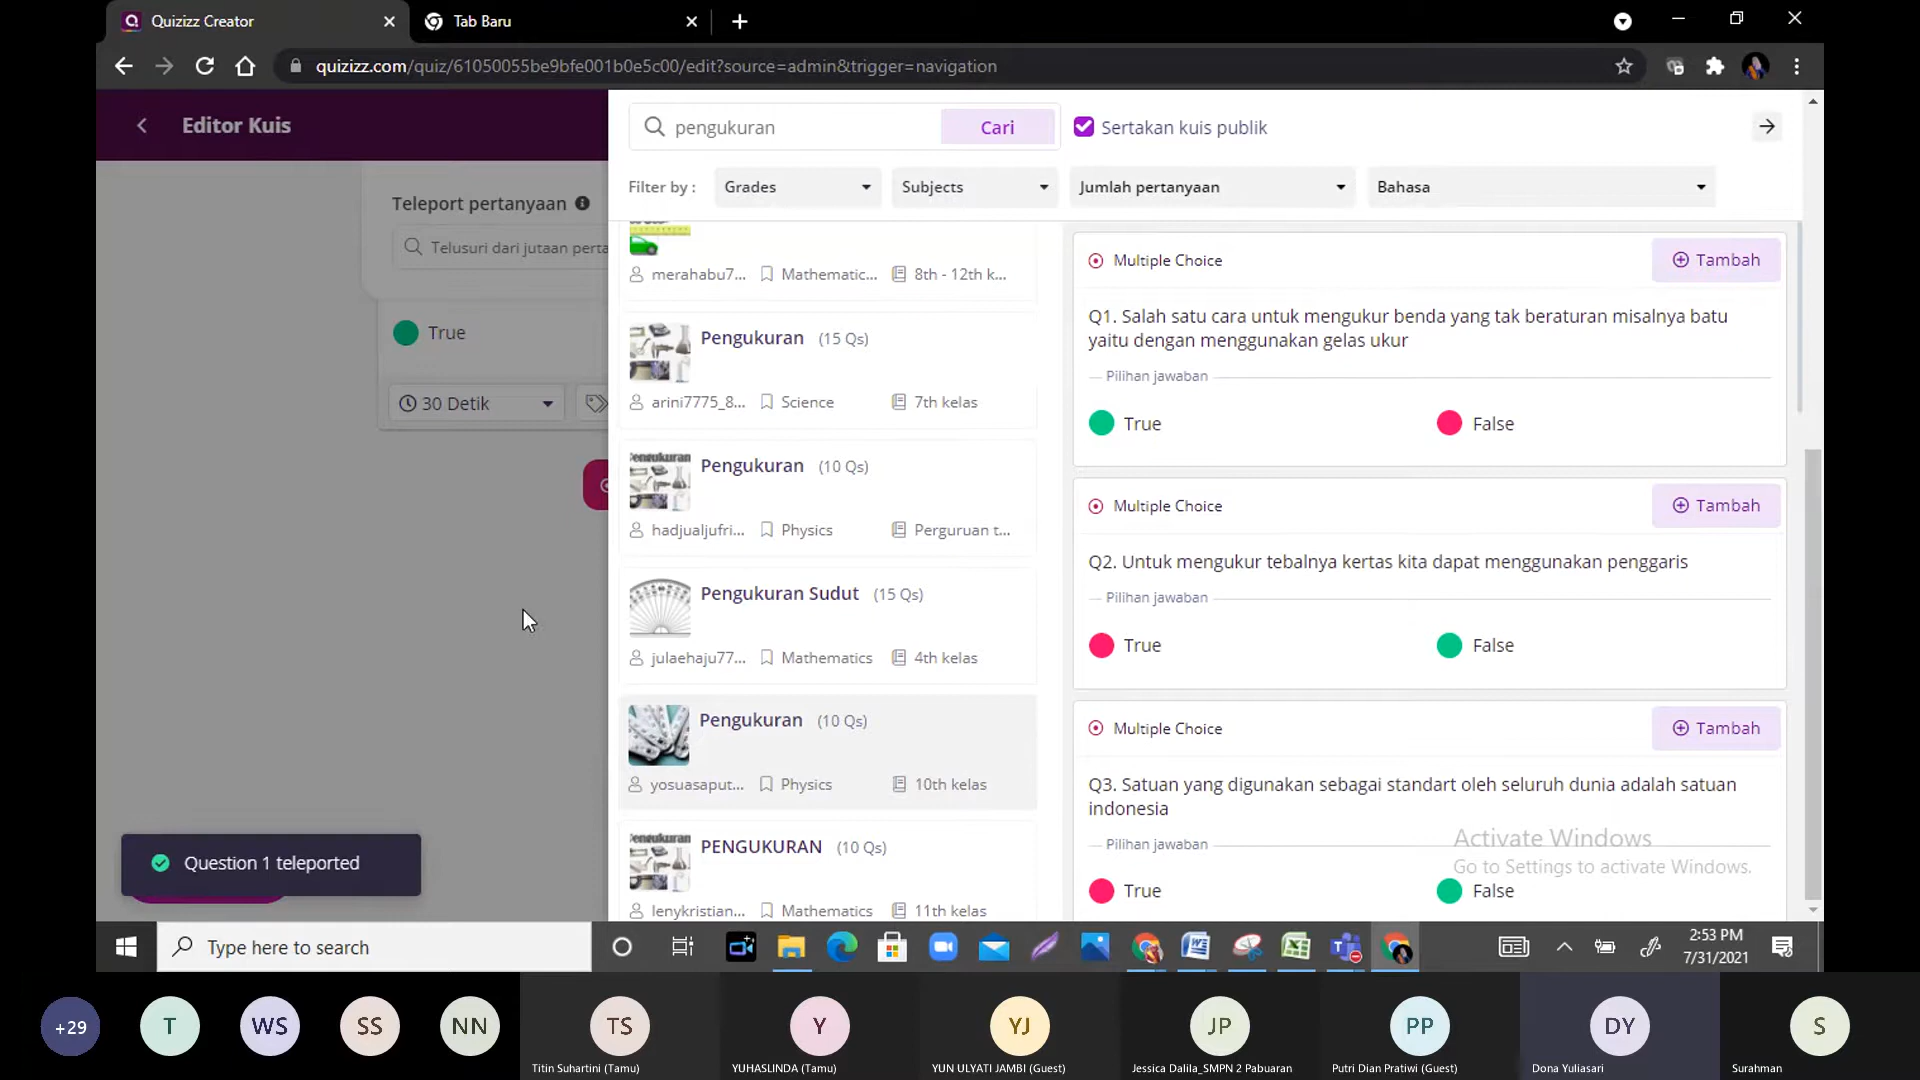 Quizizz Creator
Tab Baru
quizizz.com/quiz/61050055be9bfe001b0e5c00/edit?source=admin&trigger=navigation
Editor Kuis
pengukuran
Cari
Sertakan kuis publik
Filter by :
Grades
Subjects
Jumlah pertanyaan
Bahasa
Teleport pertanyaan
Telusuri dari jutaan perta
True
30 Detik
merahabu7...
Mathematic...
8th - 12th k...
Pengukuran (15 Qs)
arini7775_8...
Science
7th kelas
Pengukuran (10 Qs)
hadjualjufri...
Physics
Perguruan t...
Pengukuran Sudut (15 Qs)
julaehaju77...
Mathematics
4th kelas
Pengukuran (10 Qs)
yosuasaput...
Physics
10th kelas
PENGUKURAN (10 Qs)
lenykristian...
Mathematics
11th kelas
Multiple Choice
Tambah
Q1. Salah satu cara untuk mengukur benda yang tak beraturan misalnya batu
yaitu dengan menggunakan gelas ukur
Pilihan jawaban
True
False
Multiple Choice
Tambah
Q2. Untuk mengukur tebalnya kertas kita dapat menggunakan penggaris
Pilihan jawaban
True
False
Multiple Choice
Tambah
Q3. Satuan yang digunakan sebagai standart oleh seluruh dunia adalah satuan
indonesia
Pilihan jawaban
True
False
Activate Windows
Go to Settings to activate Windows.
Question 1 teleported
Type here to search
2:53 PM
7/31/2021
+29
T
WS
SS
NN
TS
Y
YJ
JP
PP
DY
S
Titin Suhartini (Tamu)
YUHASLINDA (Tamu)
YUN ULYATI JAMBI (Guest)
Jessica Dalila_SMPN 2 Pabuaran
Putri Dian Pratiwi (Guest)
Dona Yuliasari
Surahman